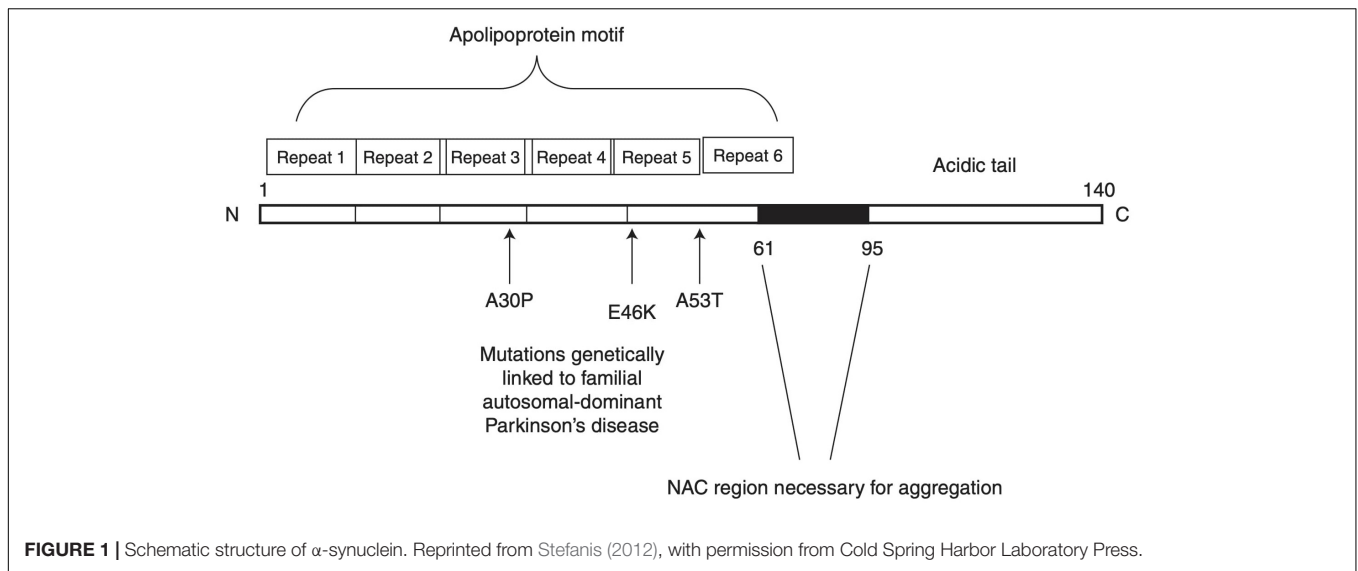 Apolipoprotein motif
Repeat 1 Repeat 2 Repeat 3 Repeat 4 Repeat 5 Repeat 6
Acidic tail
1 140
N C
61 95
A30P E46K A53T
Mutations genetically
linked to familial
autosomal-dominant
Parkinson’s disease
NAC region necessary for aggregation
FIGURE 1 | Schematic structure of α-synuclein. Reprinted from Stefanis (2012), with permission from Cold Spring Harbor Laboratory Press.